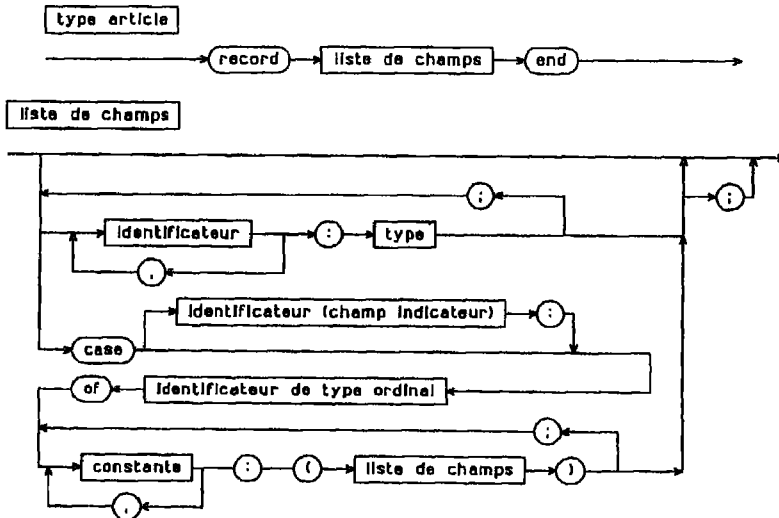 type article
record liste de champs end
liste de champs
;
;
identificateur : type
,
identificateur (champ indicateur) :
case
of identificateur de type ordinal
;
constante : ( liste de champs )
,